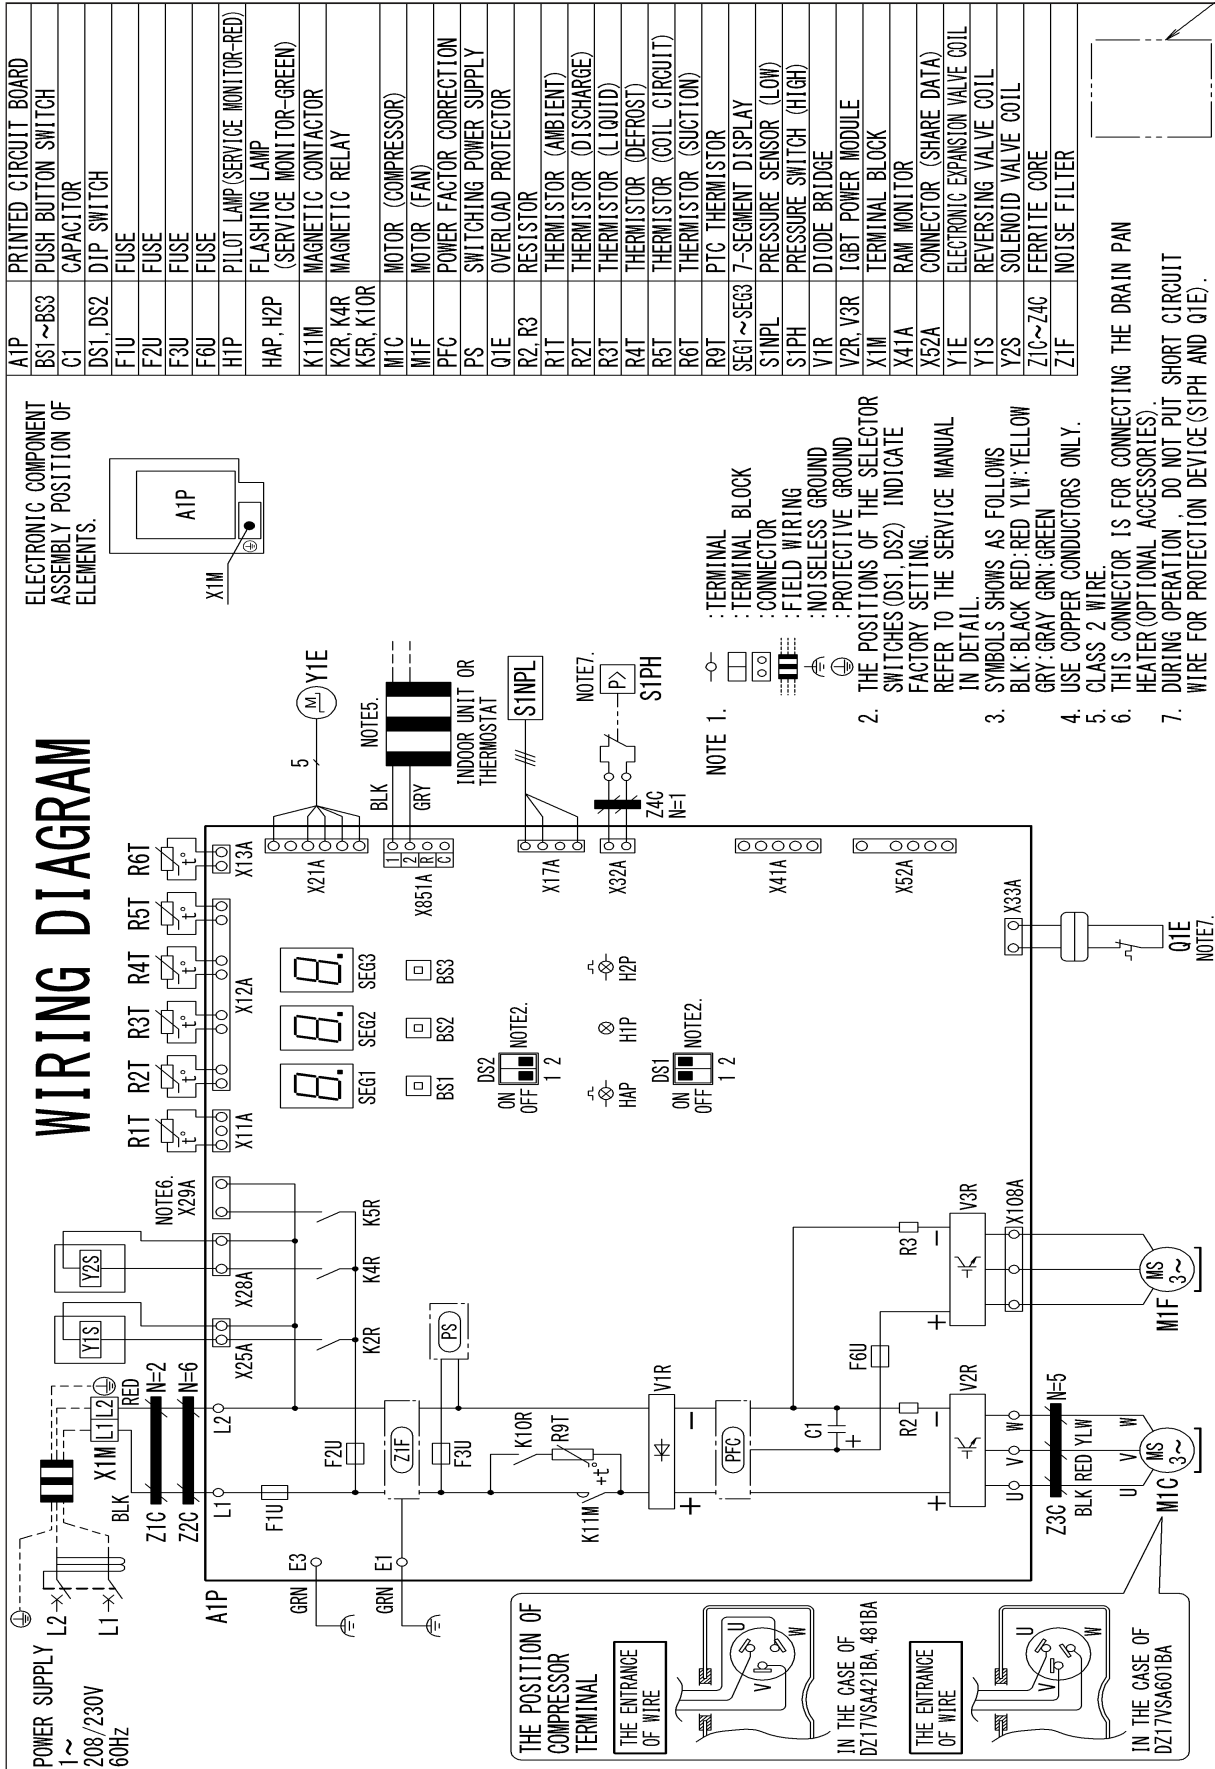 WIRING DIAGRAM
POWER SUPPLY
1~
208/230V
60Hz
L2
L1
X1M
L1 L2
BLK
RED
Z1C
N=2
Z2C
N=6
Y1S
Y2S
NOTE6.
X29A
X25A
X28A
R1T
R2T
R3T
R4T
R5T
R6T
t°
t°
t°
t°
t°
t°
X11A
X12A
X13A
A1P
L1
L2
F1U
F2U
K2R
K4R
K5R
GRN
E3
GRN
E1
Z1F
F3U
PS
K10R
R9T
+t°
K11M
V1R
+
−
PFC
C1
+
F6U
R2
R3
+
−
V2R
+
−
V3R
U
V
W
X108A
Z3C
N=5
BLK
RED
YLW
U
V
W
MS
3~
M1C
MS
3~
M1F
SEG1
SEG2
SEG3
BS1
BS2
BS3
DS2
ON
OFF
1 2
NOTE2.
HAP
H1P
H2P
DS1
ON
OFF
1 2
NOTE2.
X21A
5
M
Y1E
X851A
1
2
R
C
BLK
GRY
NOTE5.
INDOOR UNIT OR
THERMOSTAT
X17A
S1NPL
X32A
Z4C
N=1
NOTE7.
P>
S1PH
X41A
X52A
X33A
Q1E
NOTE7.
THE POSITION OF
COMPRESSOR
TERMINAL
THE ENTRANCE
OF WIRE
U
V
W
IN THE CASE OF
DZ17VSA421BA, 481BA
THE ENTRANCE
OF WIRE
U
V
W
IN THE CASE OF
DZ17VSA601BA
ELECTRONIC COMPONENT
ASSEMBLY POSITION OF
ELEMENTS.
A1P
X1M
NOTE 1.
:TERMINAL
:TERMINAL BLOCK
:CONNECTOR
:FIELD WIRING
:NOISELESS GROUND
:PROTECTIVE GROUND
2. THE POSITIONS OF THE SELECTOR
SWITCHES(DS1,DS2) INDICATE
FACTORY SETTING.
REFER TO THE SERVICE MANUAL
IN DETAIL.
3. SYMBOLS SHOWS AS FOLLOWS
BLK:BLACK RED:RED YLW:YELLOW
GRY:GRAY GRN:GREEN
4. USE COPPER CONDUCTORS ONLY.
5. CLASS 2 WIRE.
6. THIS CONNECTOR IS FOR CONNECTING THE DRAIN PAN
HEATER(OPTIONAL ACCESSORIES).
7. DURING OPERATION, DO NOT PUT SHORT CIRCUIT
WIRE FOR PROTECTION DEVICE(S1PH AND Q1E).
A1P PRINTED CIRCUIT BOARD
BS1~BS3 PUSH BUTTON SWITCH
C1 CAPACITOR
DS1, DS2 DIP SWITCH
F1U FUSE
F2U FUSE
F3U FUSE
F6U FUSE
H1P PILOT LAMP(SERVICE MONITOR-RED)
HAP, H2P FLASHING LAMP
(SERVICE MONITOR-GREEN)
K11M MAGNETIC CONTACTOR
K2R, K4R MAGNETIC RELAY
K5R, K10R
M1C MOTOR (COMPRESSOR)
M1F MOTOR (FAN)
PFC POWER FACTOR CORRECTION
PS SWITCHING POWER SUPPLY
Q1E OVERLOAD PROTECTOR
R2, R3 RESISTOR
R1T THERMISTOR (AMBIENT)
R2T THERMISTOR (DISCHARGE)
R3T THERMISTOR (LIQUID)
R4T THERMISTOR (DEFROST)
R5T THERMISTOR (COIL CIRCUIT)
R6T THERMISTOR (SUCTION)
R9T PTC THERMISTOR
SEG1~SEG3 7-SEGMENT DISPLAY
S1NPL PRESSURE SENSOR (LOW)
S1PH PRESSURE SWITCH (HIGH)
V1R DIODE BRIDGE
V2R, V3R IGBT POWER MODULE
X1M TERMINAL BLOCK
X41A RAM MONITOR
X52A CONNECTOR (SHARE DATA)
Y1E ELECTRONIC EXPANSION VALVE COIL
Y1S REVERSING VALVE COIL
Y2S SOLENOID VALVE COIL
Z1C~Z4C FERRITE CORE
Z1F NOISE FILTER